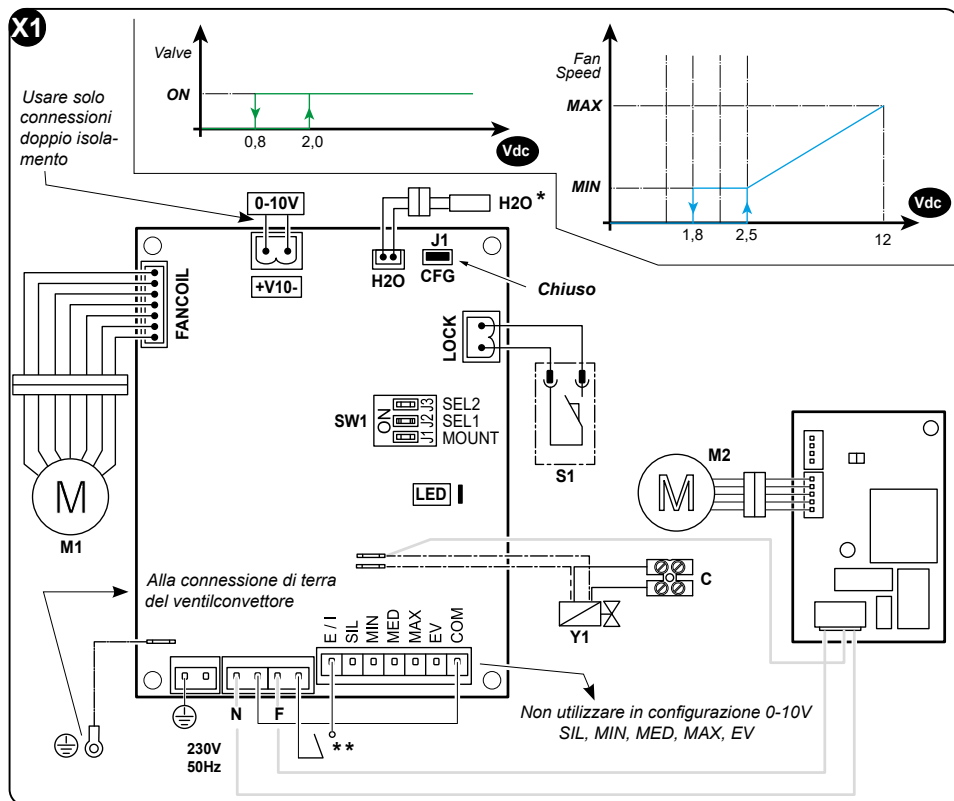 X1
Valve
ON
0,8
2,0
Vdc
Fan
Speed
MAX
MIN
1,8
2,5
12
Vdc
Usare solo
connessioni
doppio isola-
mento
0-10V
+V10-
H2O *
H2O
J1
CFG
Chiuso
FANCOIL
LOCK
SW1
ON
J1 J2 J3
SEL2
SEL1
MOUNT
S1
LED
M
M1
M
M2
C
Y1
Alla connessione di terra
del ventilconvettore
E / I
SIL
MIN
MED
MAX
EV
COM
N
F
230V
50Hz
* *
Non utilizzare in configurazione 0-10V
SIL, MIN, MED, MAX, EV